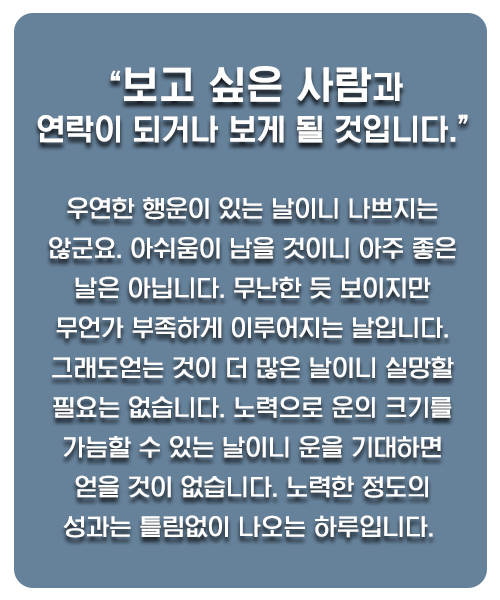 “보고 싶은 사람과
연락이 되거나 보게 될 것입니다.”
우연한 행운이 있는 날이니 나쁘지는
않군요. 아쉬움이 남을 것이니 아주 좋은
날은 아닙니다. 무난한 듯 보이지만
무언가 부족하게 이루어지는 날입니다.
그래도얻는 것이 더 많은 날이니 실망할
필요는 없습니다. 노력으로 운의 크기를
가늠할 수 있는 날이니 운을 기대하면
얻을 것이 없습니다. 노력한 정도의
성과는 틀림없이 나오는 하루입니다.